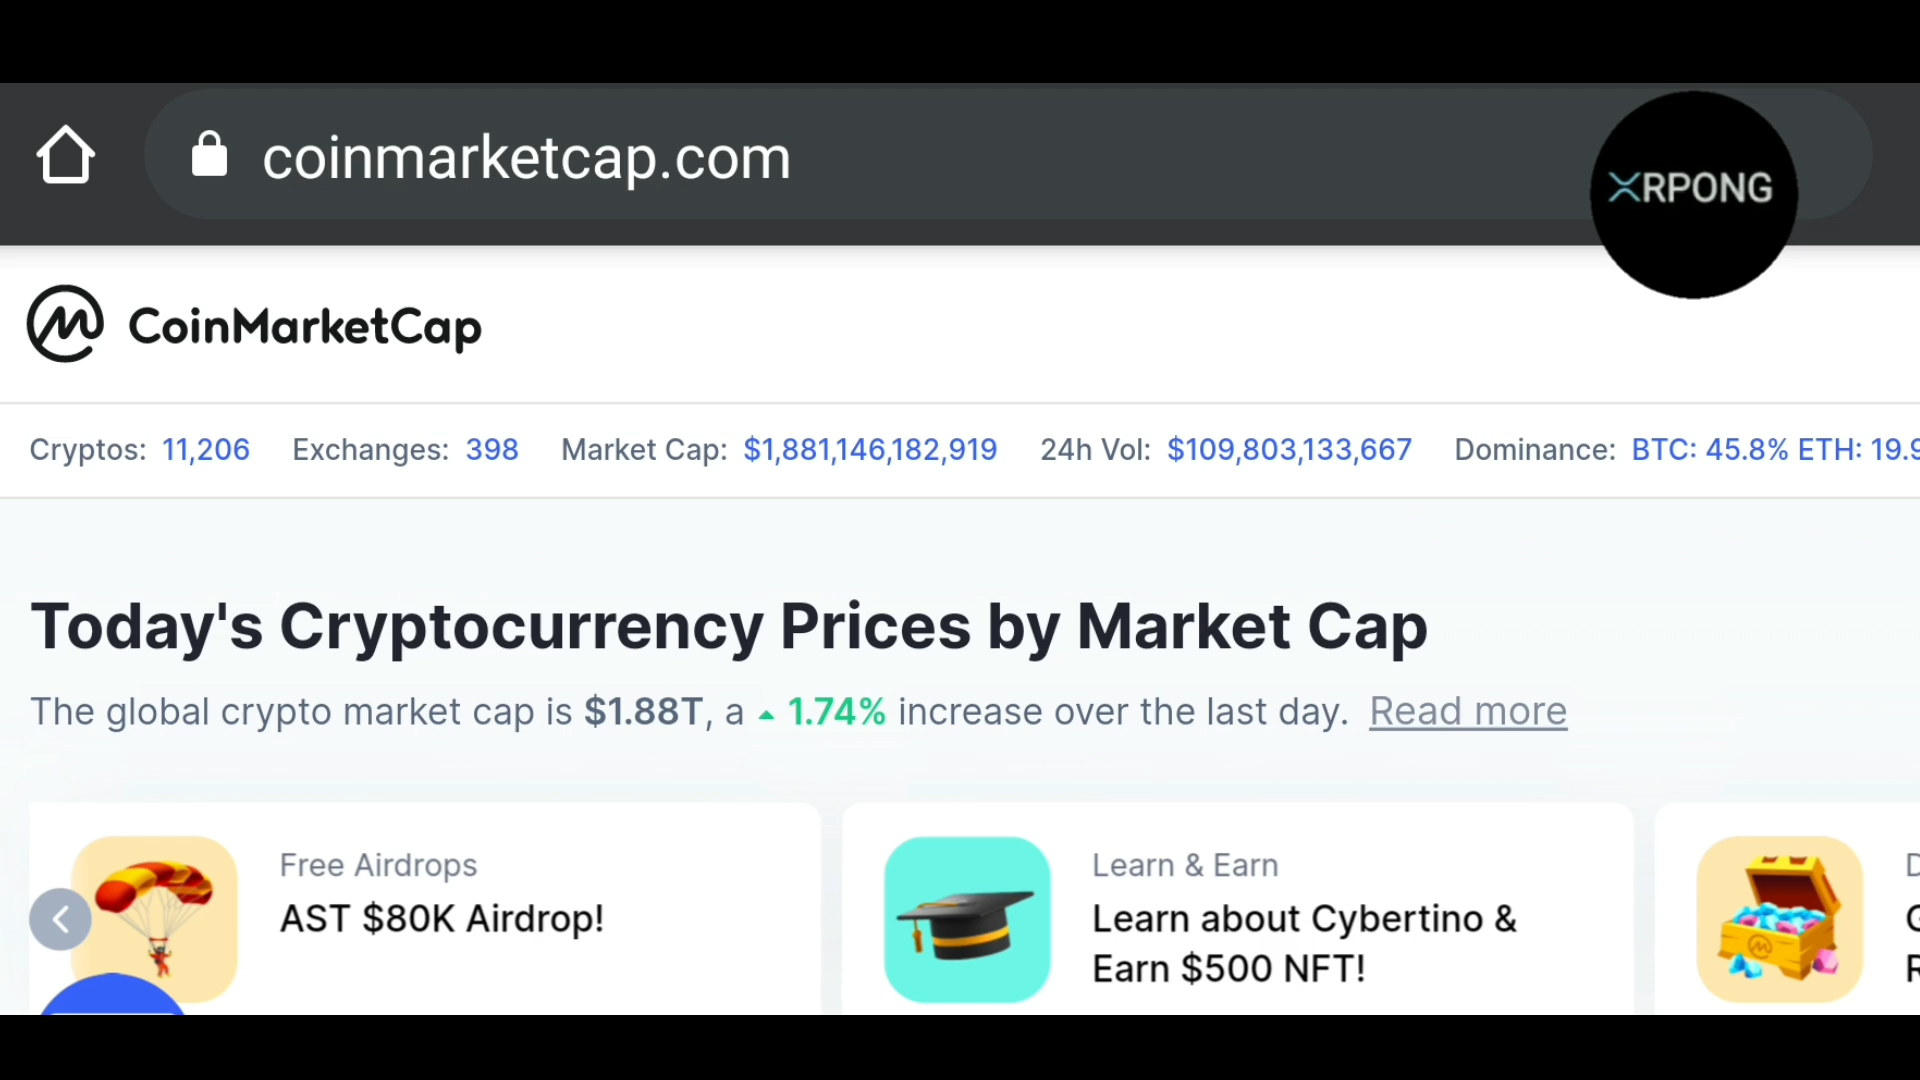 coinmarketcap.com
XRPONG
CoinMarketCap
Cryptos: 11,206 Exchanges: 398 Market Cap: $1,881,146,182,919 24h Vol: $109,803,133,667 Dominance: BTC: 45.8% ETH: 19.9
Today's Cryptocurrency Prices by Market Cap
The global crypto market cap is $1.88T, a 1.74% increase over the last day. Read more
Free Airdrops
AST $80K Airdrop!
Learn & Earn
Learn about Cybertino &
Earn $500 NFT!